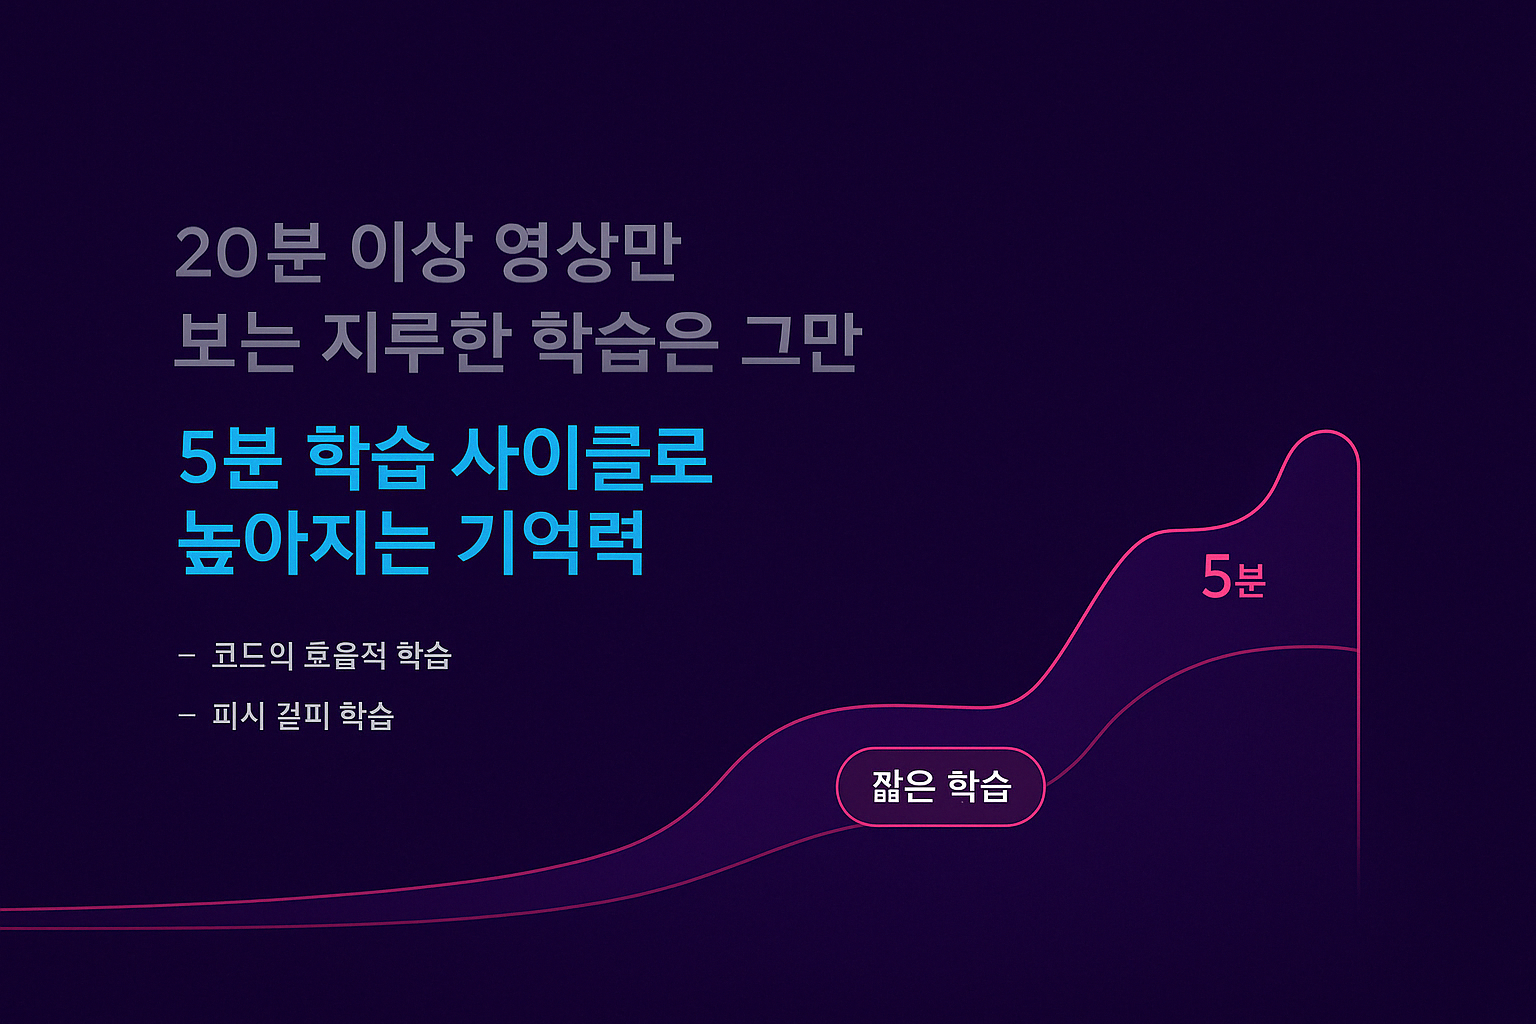 20분 이상 영상만
보는 지루한 학습은 그만
5분 학습 사이클로
높아지는 기억력
– 코드의 효율적 학습
– 피시 걸피 학습
짧은 학습
5분